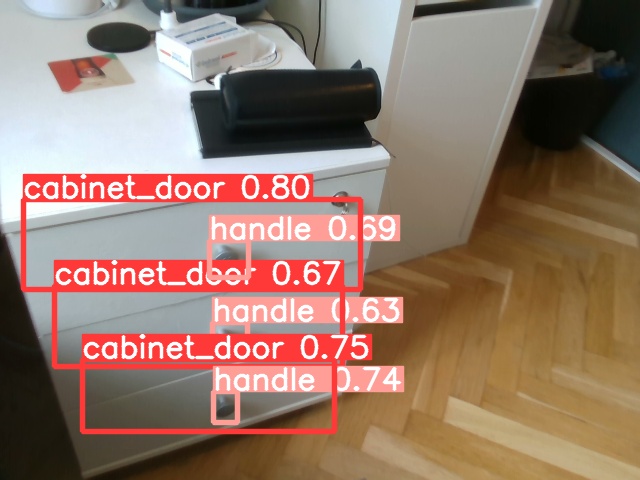 cabinet_door 0.80
handle 0.69
cabinet_door 0.67
handle 0.63
cabinet_door 0.75
handle 0.74